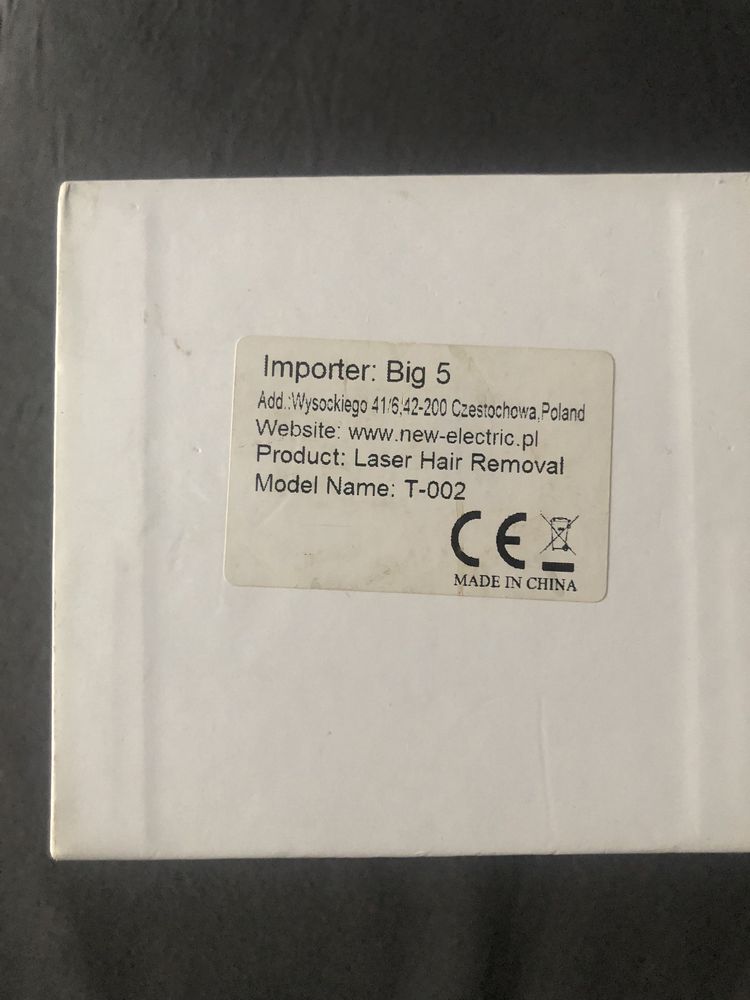 Importer: Big 5
Add.:Wysockiego 41/6,42-200 Czestochowa,Poland
Website: www.new-electric.pl
Product: Laser Hair Removal
Model Name: T-002
CE
MADE IN CHINA